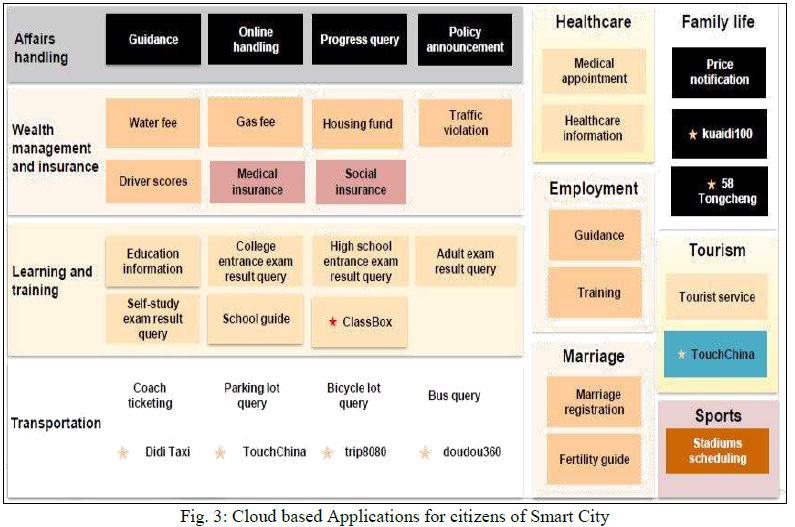 Affairs
handling
Guidance
Online
handling
Progress query
Policy
announcement
Wealth
management
and insurance
Water fee
Gas fee
Housing fund
Traffic
violation
Driver scores
Medical
insurance
Social
insurance
Learning and
training
Education
information
College
entrance exam
result query
High school
entrance exam
result query
Adult exam
result query
Self-study
exam result
query
School guide
★ ClassBox
Transportation
Coach
ticketing
Parking lot
query
Bicycle lot
query
Bus query
★ Didi Taxi
★ TouchChina
★ trip8080
★ doudou360
Healthcare
Medical
appointment
Healthcare
information
Employment
Guidance
Training
Marriage
Marriage
registration
Fertility guide
Family life
Price
notification
★ kuaidi100
★ 58
Tongcheng
Tourism
Tourist service
★ TouchChina
Sports
Stadiums
scheduling
Fig. 3: Cloud based Applications for citizens of Smart City